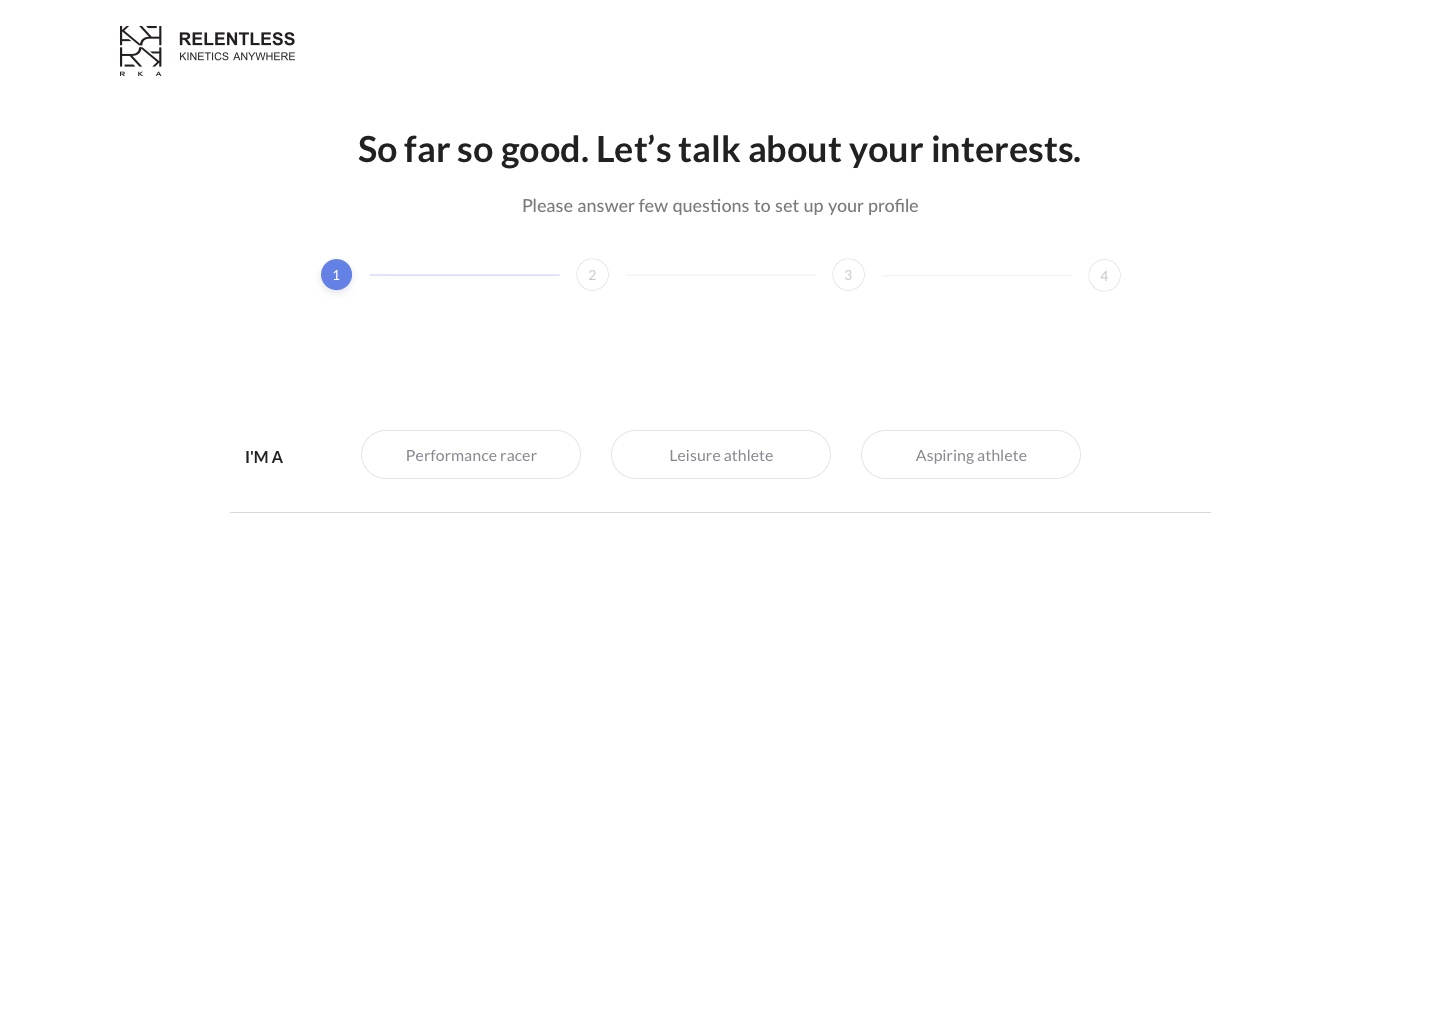 RELENTLESS
KINETICS ANYWHERE
R K A
So far so good. Let’s talk about your interests.
Please answer few questions to set up your profile
1 2 3 4
I'M A Performance racer Leisure athlete Aspiring athlete